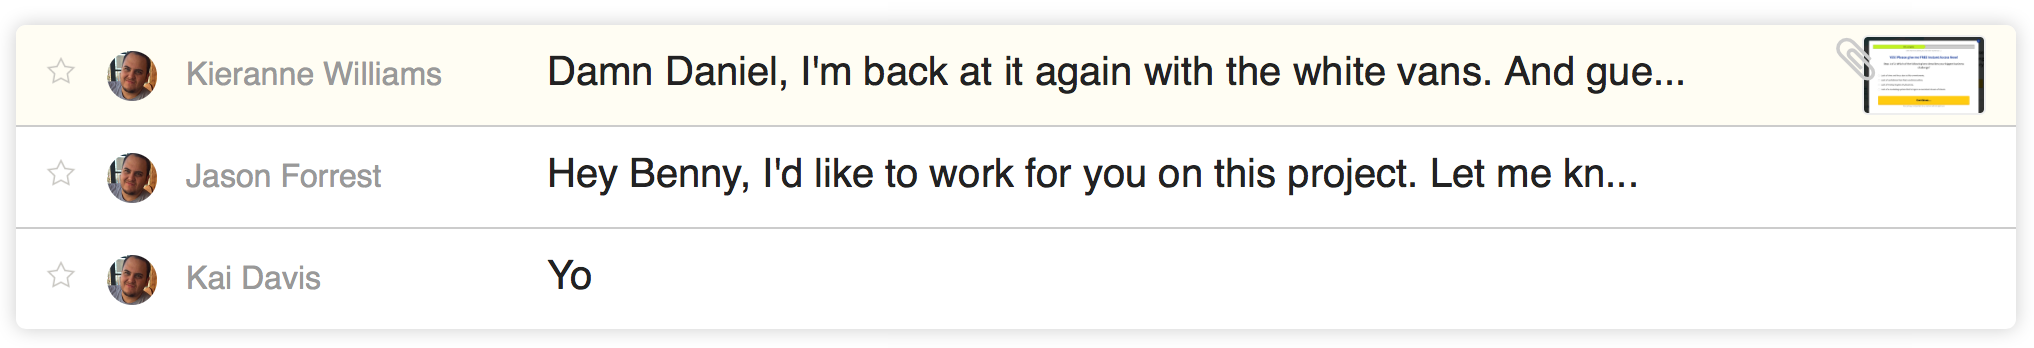 Kieranne Williams
Damn Daniel, I'm back at it again with the white vans. And gue...
Jason Forrest
Hey Benny, I'd like to work for you on this project. Let me kn...
Kai Davis
Yo